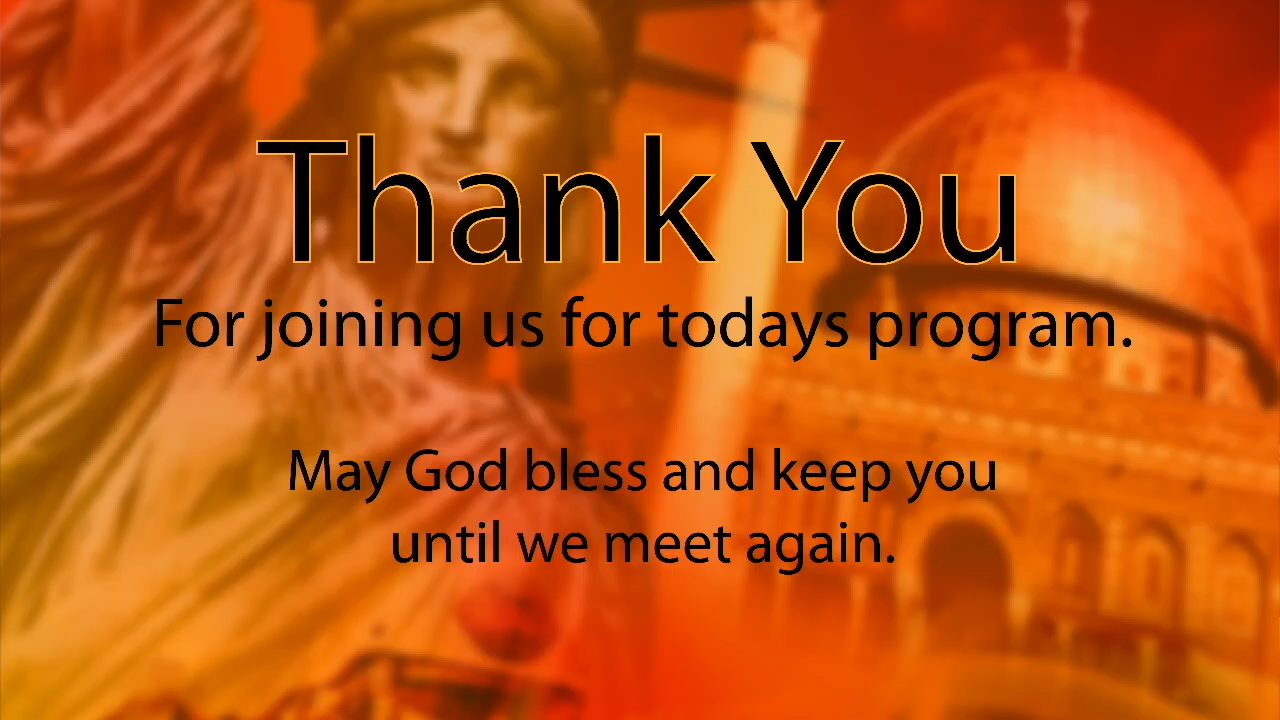 Thank You
For joining us for todays program.
May God bless and keep you
until we meet again.